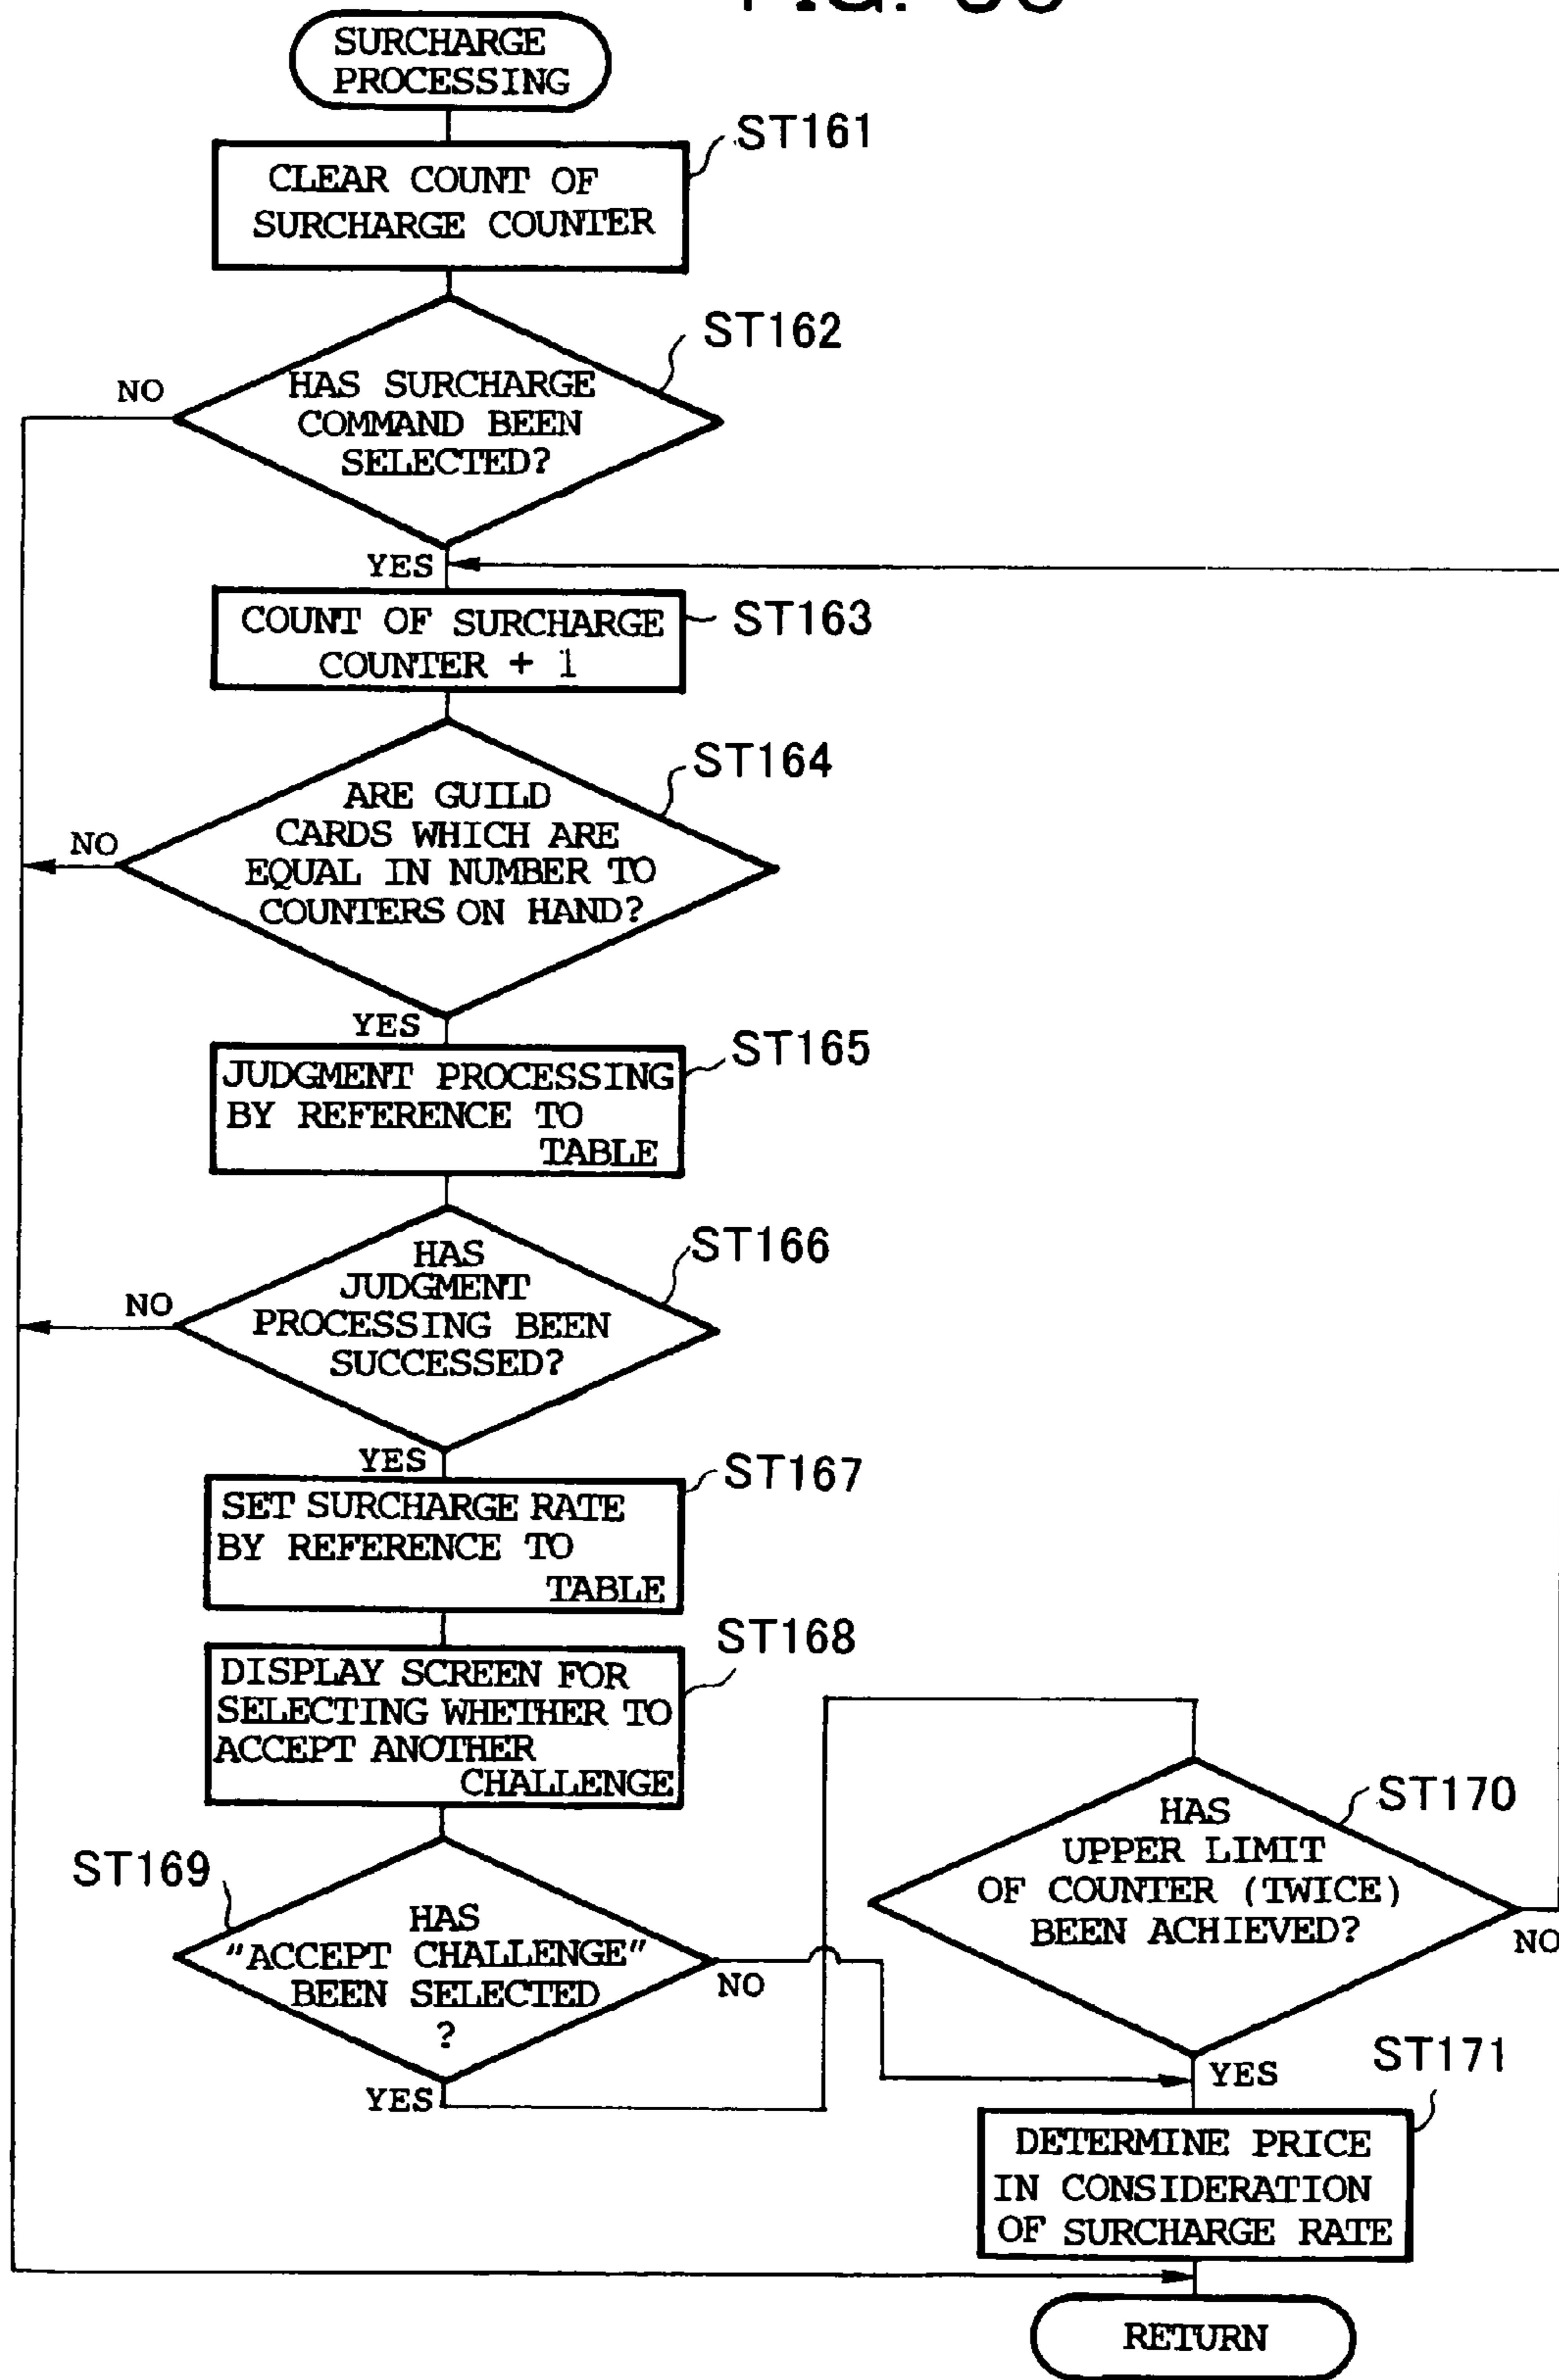 SURCHARGE
PROCESSING
ST161
CLEAR COUNT OF
SURCHARGE COUNTER
ST162
NO
HAS SURCHARGE
COMMAND BEEN
SELECTED?
YES
ST163
COUNT OF SURCHARGE
COUNTER + 1
ST164
NO
ARE GUILD
CARDS WHICH ARE
EQUAL IN NUMBER TO
COUNTERS ON HAND?
YES
ST165
JUDGMENT PROCESSING
BY REFERENCE TO
TABLE
ST166
NO
HAS
JUDGMENT
PROCESSING BEEN
SUCCESSED?
YES
ST167
SET SURCHARGE RATE
BY REFERENCE TO
TABLE
ST168
DISPLAY SCREEN FOR
SELECTING WHETHER TO
ACCEPT ANOTHER
CHALLENGE
ST169
HAS
"ACCEPT CHALLENGE"
BEEN SELECTED
?
NO
YES
ST170
HAS
UPPER LIMIT
OF COUNTER (TWICE)
BEEN ACHIEVED?
NO
YES
ST171
DETERMINE PRICE
IN CONSIDERATION
OF SURCHARGE RATE
RETURN